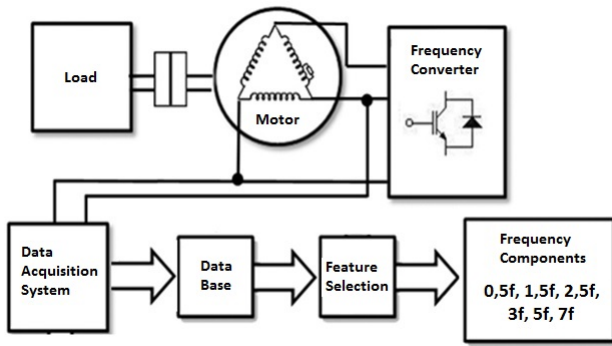 Load
Motor
Frequency
Converter
Data
Acquisition
System
Data
Base
Feature
Selection
Frequency
Components
0,5f, 1,5f, 2,5f,
3f, 5f, 7f